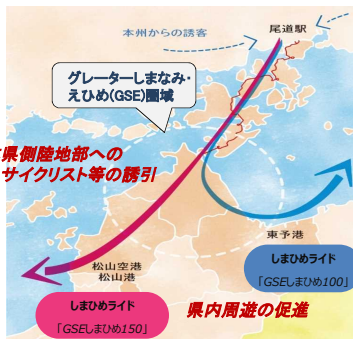 本州からの誘客
尾道駅
グレーターしまなみ・
えひめ(GSE)圏域
県側陸地部への
サイクリスト等の誘引
東予港
松山空港
松山港
しまひめライド
「GSEしまひめ100」
しまひめライド
「GSEしまひめ150」
県内周遊の促進